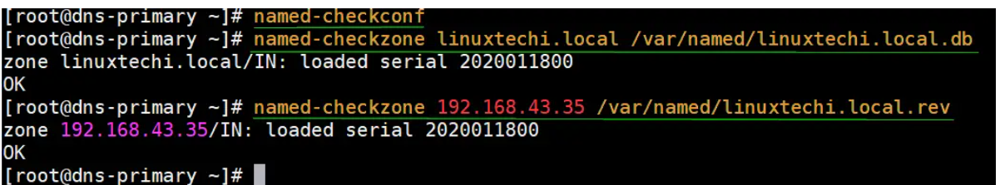 [root@dns-primary ~]# named-checkconf
[root@dns-primary ~]# named-checkzone linuxtechi.local /var/named/linuxtechi.local.db
zone linuxtechi.local/IN: loaded serial 2020011800
OK
[root@dns-primary ~]# named-checkzone 192.168.43.35 /var/named/linuxtechi.local.rev
zone 192.168.43.35/IN: loaded serial 2020011800
OK
[root@dns-primary ~]#